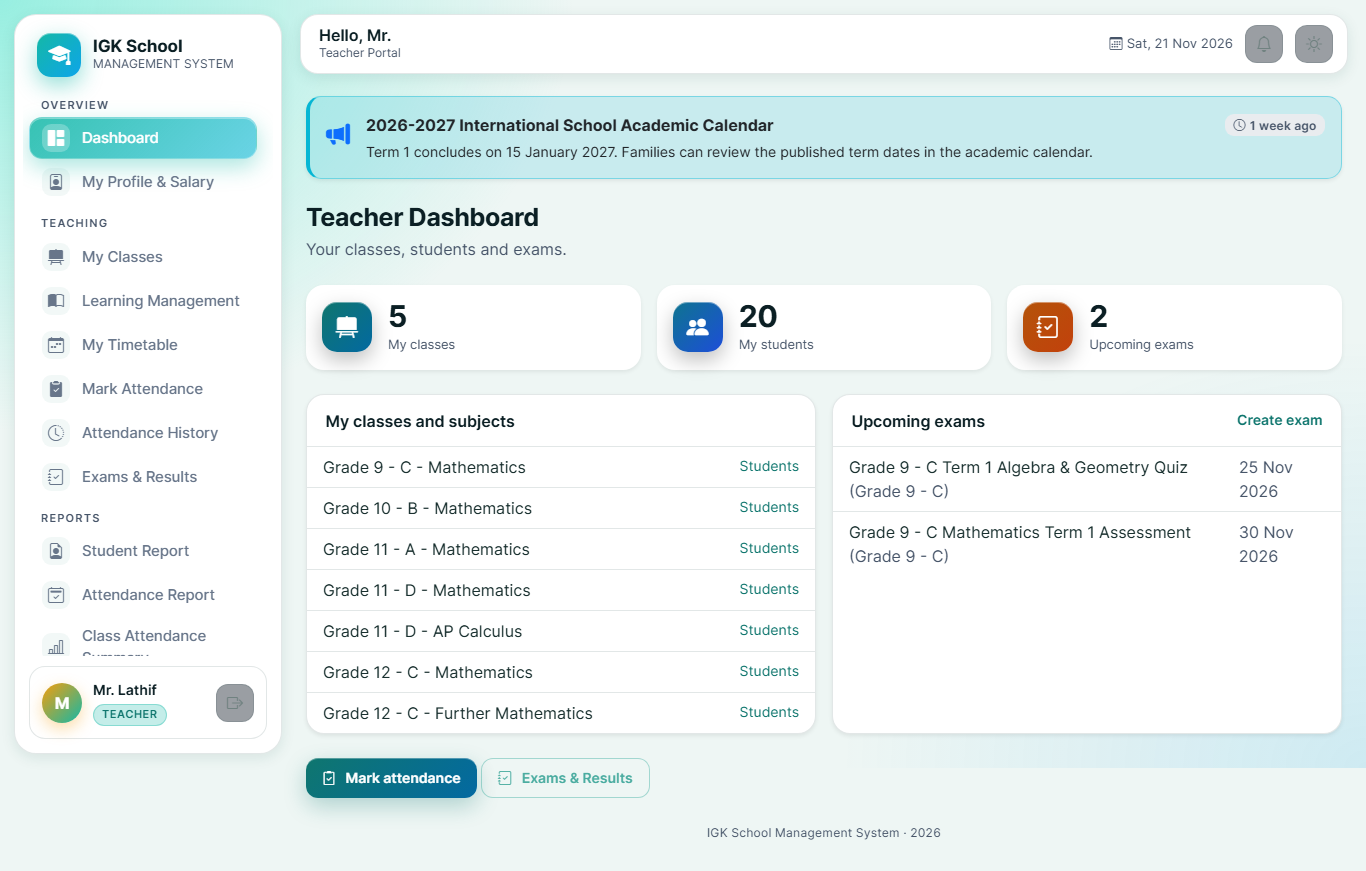 IGK School
MANAGEMENT SYSTEM
OVERVIEW
Dashboard
My Profile & Salary
TEACHING
My Classes
Learning Management
My Timetable
Mark Attendance
Attendance History
Exams & Results
REPORTS
Student Report
Attendance Report
Class Attendance
Summary
Mr. Lathif
M
TEACHER
Hello, Mr.
Teacher Portal
Sat, 21 Nov 2026
2026-2027 International School Academic Calendar
1 week ago
Term 1 concludes on 15 January 2027. Families can review the published term dates in the academic calendar.
Teacher Dashboard
Your classes, students and exams.
5
My classes
20
My students
2
Upcoming exams
My classes and subjects
Grade 9 - C - Mathematics Students
Grade 10 - B - Mathematics Students
Grade 11 - A - Mathematics Students
Grade 11 - D - Mathematics Students
Grade 11 - D - AP Calculus Students
Grade 12 - C - Mathematics Students
Grade 12 - C - Further Mathematics Students
Upcoming exams Create exam
Grade 9 - C Term 1 Algebra & Geometry Quiz 25 Nov
(Grade 9 - C) 2026
Grade 9 - C Mathematics Term 1 Assessment 30 Nov
(Grade 9 - C) 2026
Mark attendance
Exams & Results
IGK School Management System · 2026